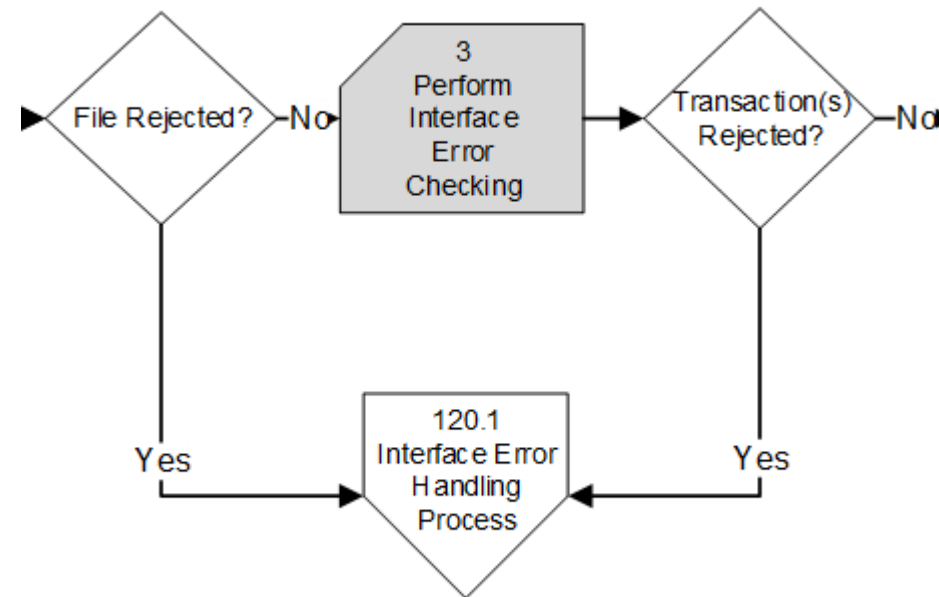 File Rejected?
No
3
Perform
Interface
Error
Checking
Transaction(s)
Rejected?
No
Yes
120.1
Interface Error
Handling
Process
Yes